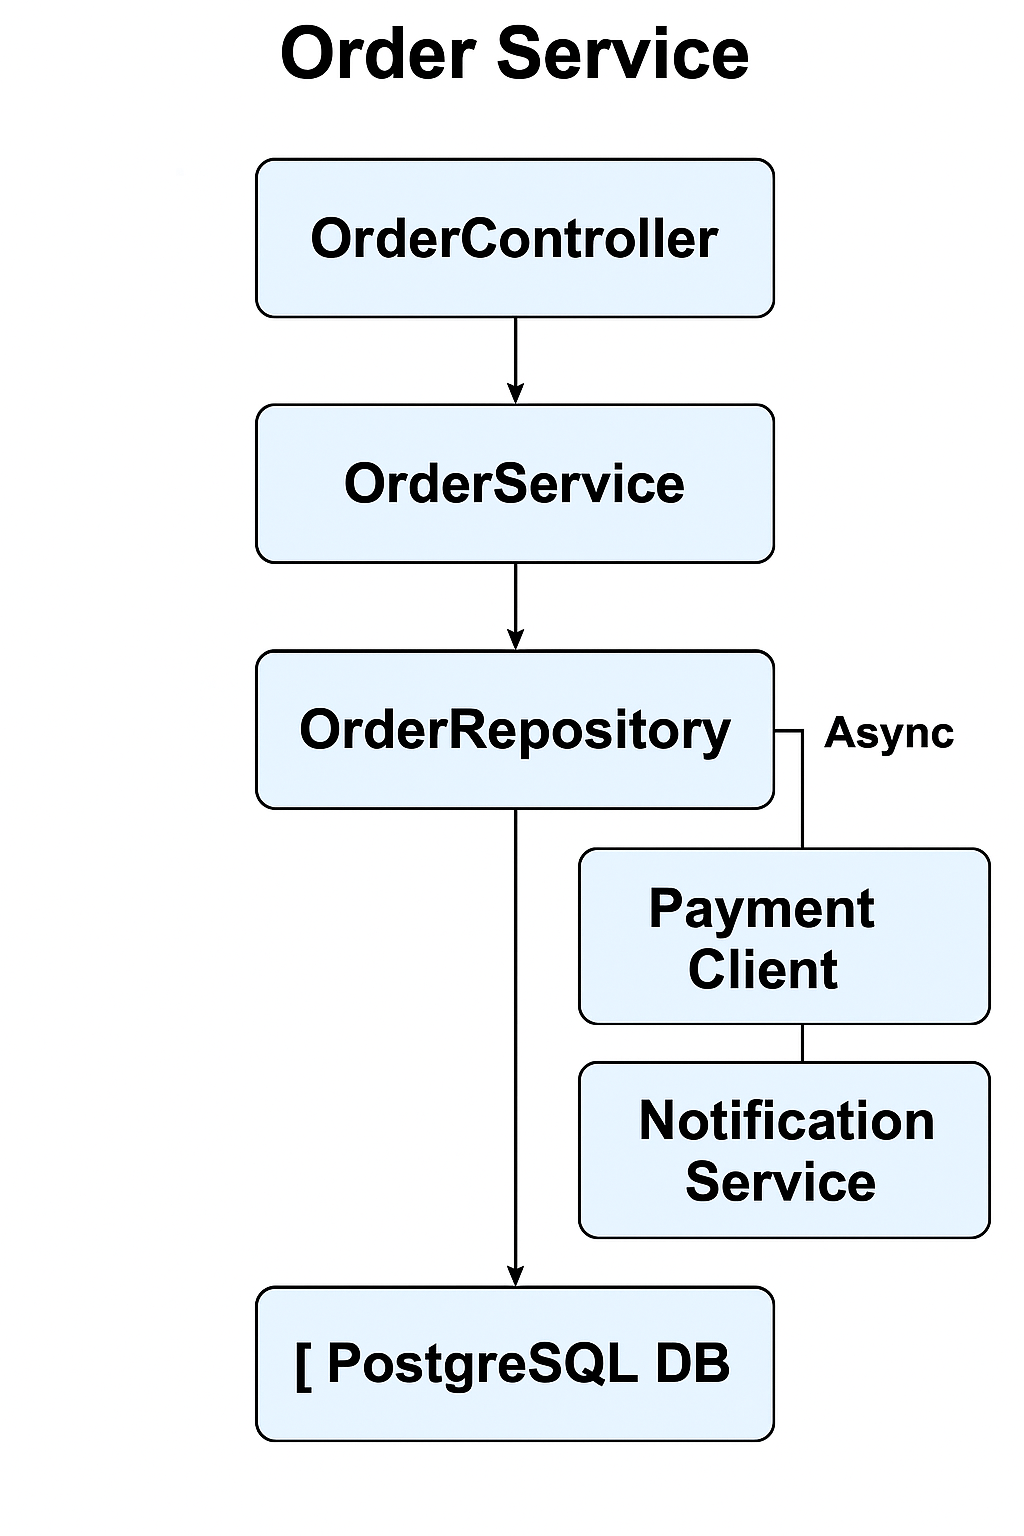 Order Service
OrderController
OrderService
OrderRepository
Async
Payment
Client
Notification
Service
[ PostgreSQL DB